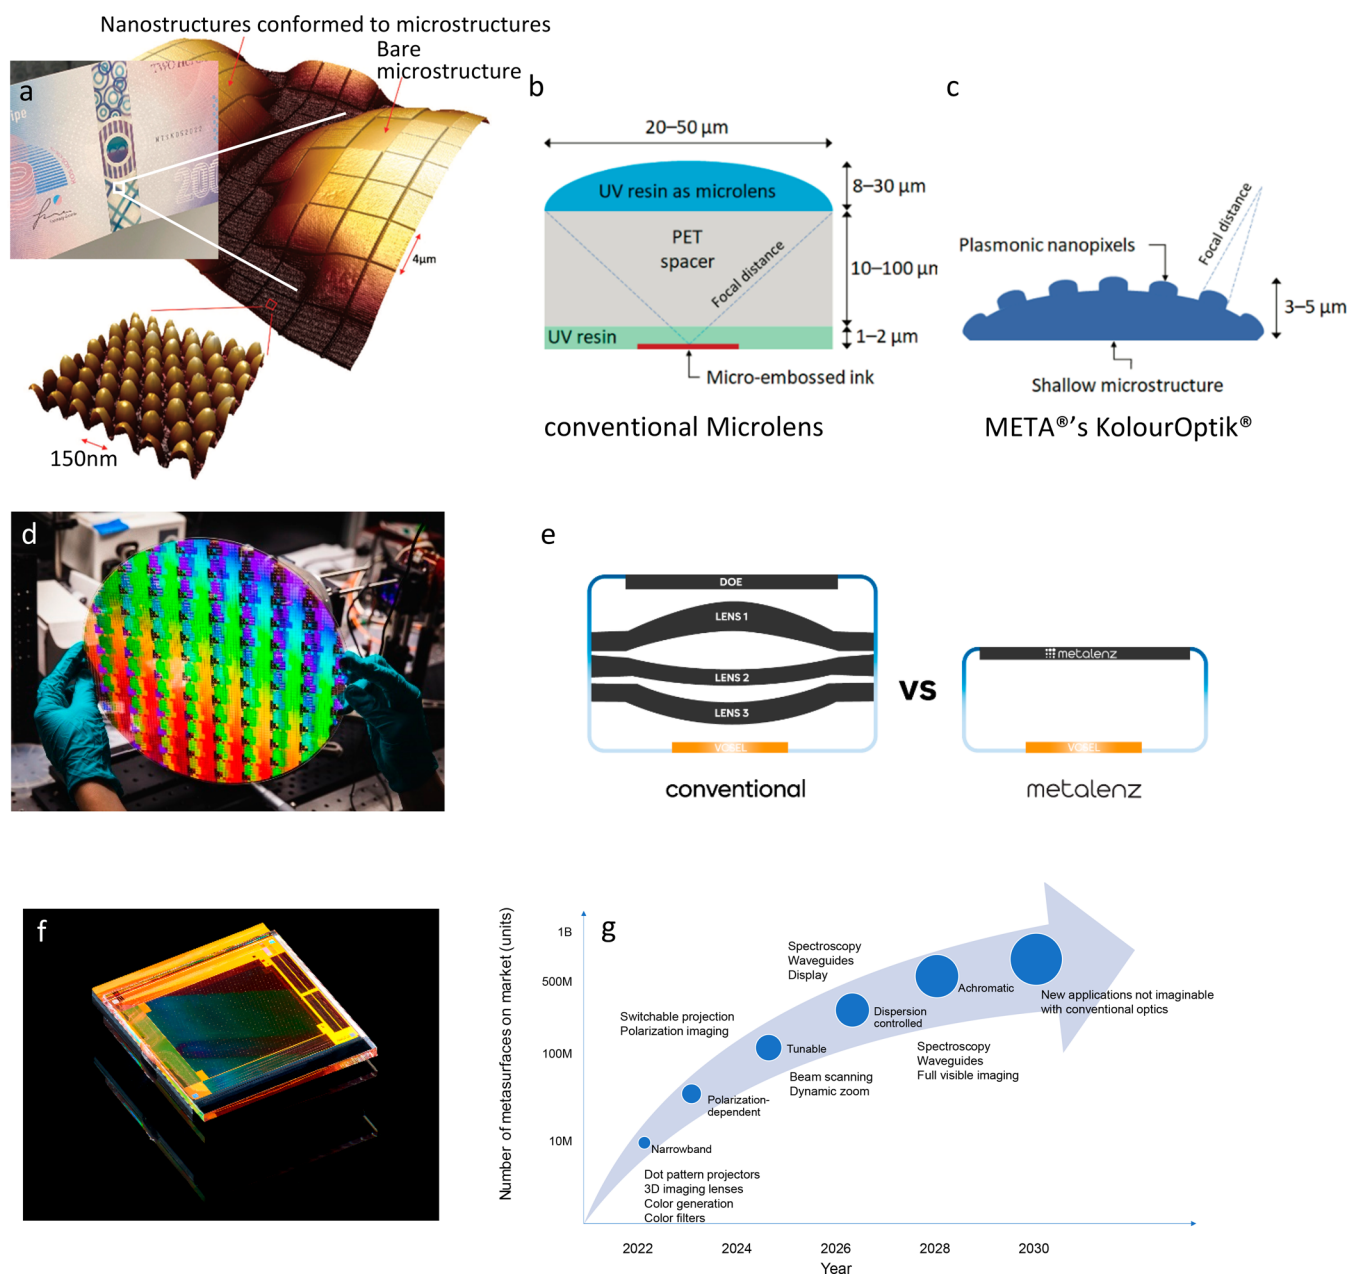 Nanostructures conformed to microstructures
Bare
microstructure
a
TWO
ipe
WIIKOS2020
200
4µm
150nm
b
20–50 µm
UV resin as microlens
8–30 µm
PET
spacer
Focal distance
10–100 µm
UV resin
1–2 µm
Micro-embossed ink
conventional Microlens
c
Plasmonic nanopixels
Focal distance
3–5 µm
Shallow microstructure
META®'s KolourOptik®
d
e
DOE
LENS 1
LENS 2
LENS 3
VCSEL
conventional
vs
metalenz
VCSEL
metalenz
f
g
Number of metasurfaces on market (units)
1B
500M
100M
10M
Spectroscopy
Waveguides
Display
Switchable projection
Polarization imaging
Achromatic
New applications not imaginable
with conventional optics
Dispersion
controlled
Tunable
Spectroscopy
Waveguides
Full visible imaging
Beam scanning
Dynamic zoom
Polarization-
dependent
Narrowband
Dot pattern projectors
3D imaging lenses
Color generation
Color filters
2022
2024
2026
2028
2030
Year